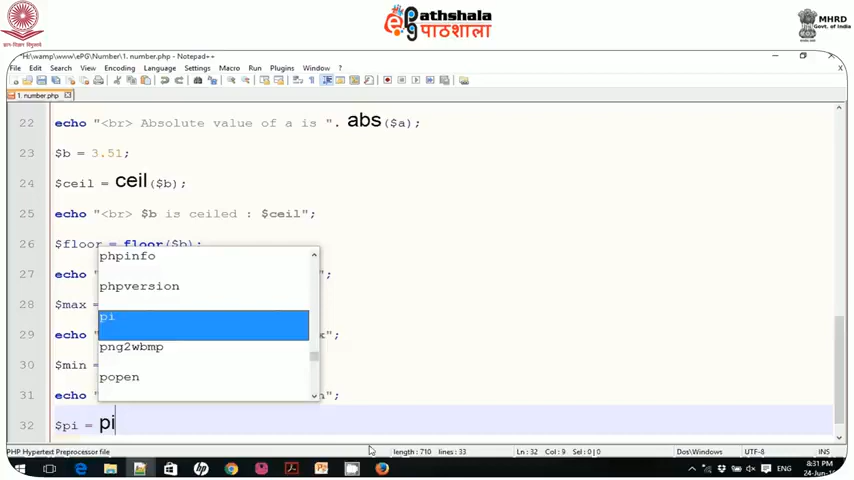 Pathshala
पाठशाला
MHRD
Govt. of India
*H:\wamp\www\ePG\Number\1. number.php - Notepad++
File Edit Search View Encoding Language Settings Macro Run Plugins Window ?
X
1. number.php
22 echo "<br> Absolute value of a is ". abs($a);
23 $b = 3.51;
24 $ceil = ceil($b);
25 echo "<br> $b is ceiled : $ceil";
26 $floor = floor($b);
27 echo " ";
28 $max =
29 echo " k";
30 $min =
31 echo " n";
32 $pi = pi
phpinfo
phpversion
pi
png2wbmp
popen
PHP Hypertext Preprocessor file length : 710 lines : 33 Ln : 32 Col : 9 Sel : 0 | 0 Dos\Windows UTF-8 INS
ENG
8:31 PM